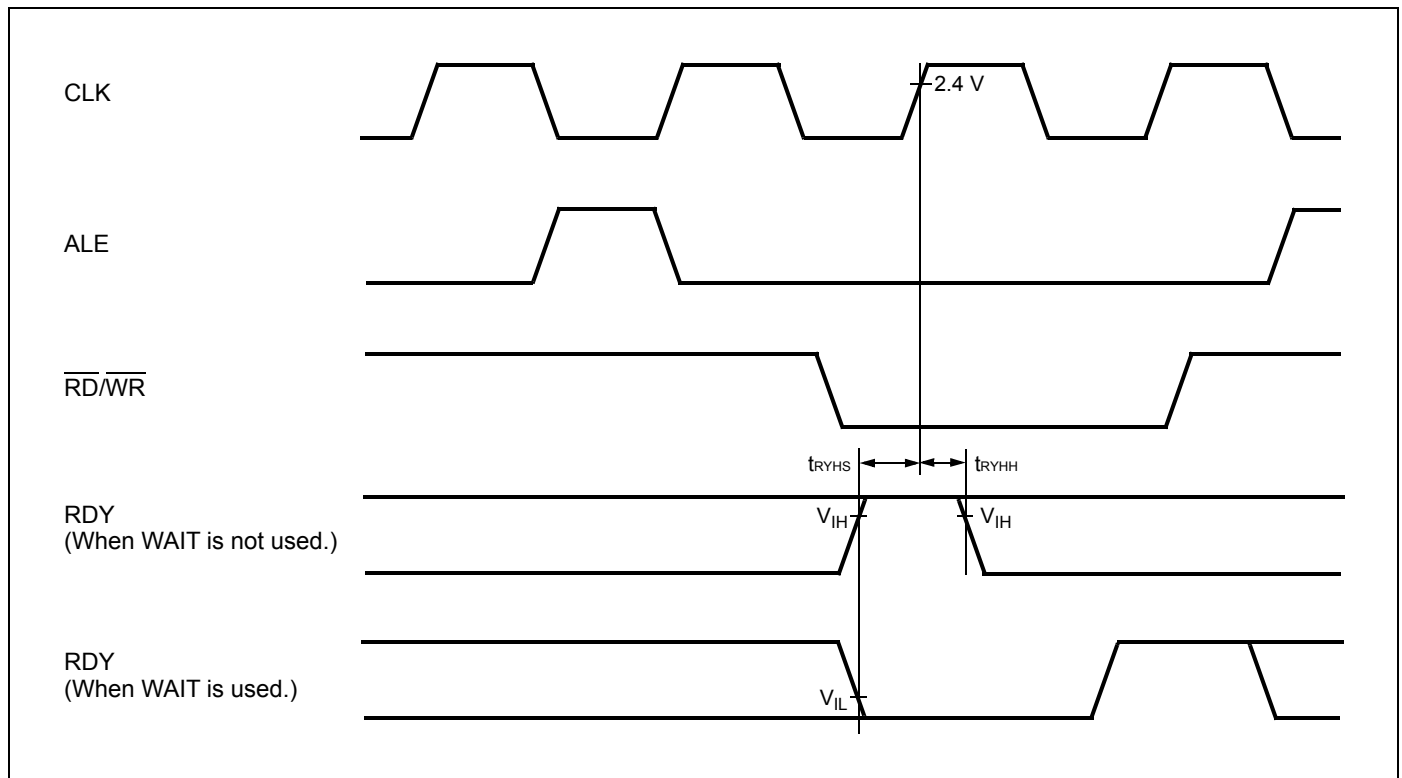 CLK
2.4 V
ALE
RD/WR
tRYHS
tRYHH
RDY
(When WAIT is not used.)
VIH
VIH
RDY
(When WAIT is used.)
VIL